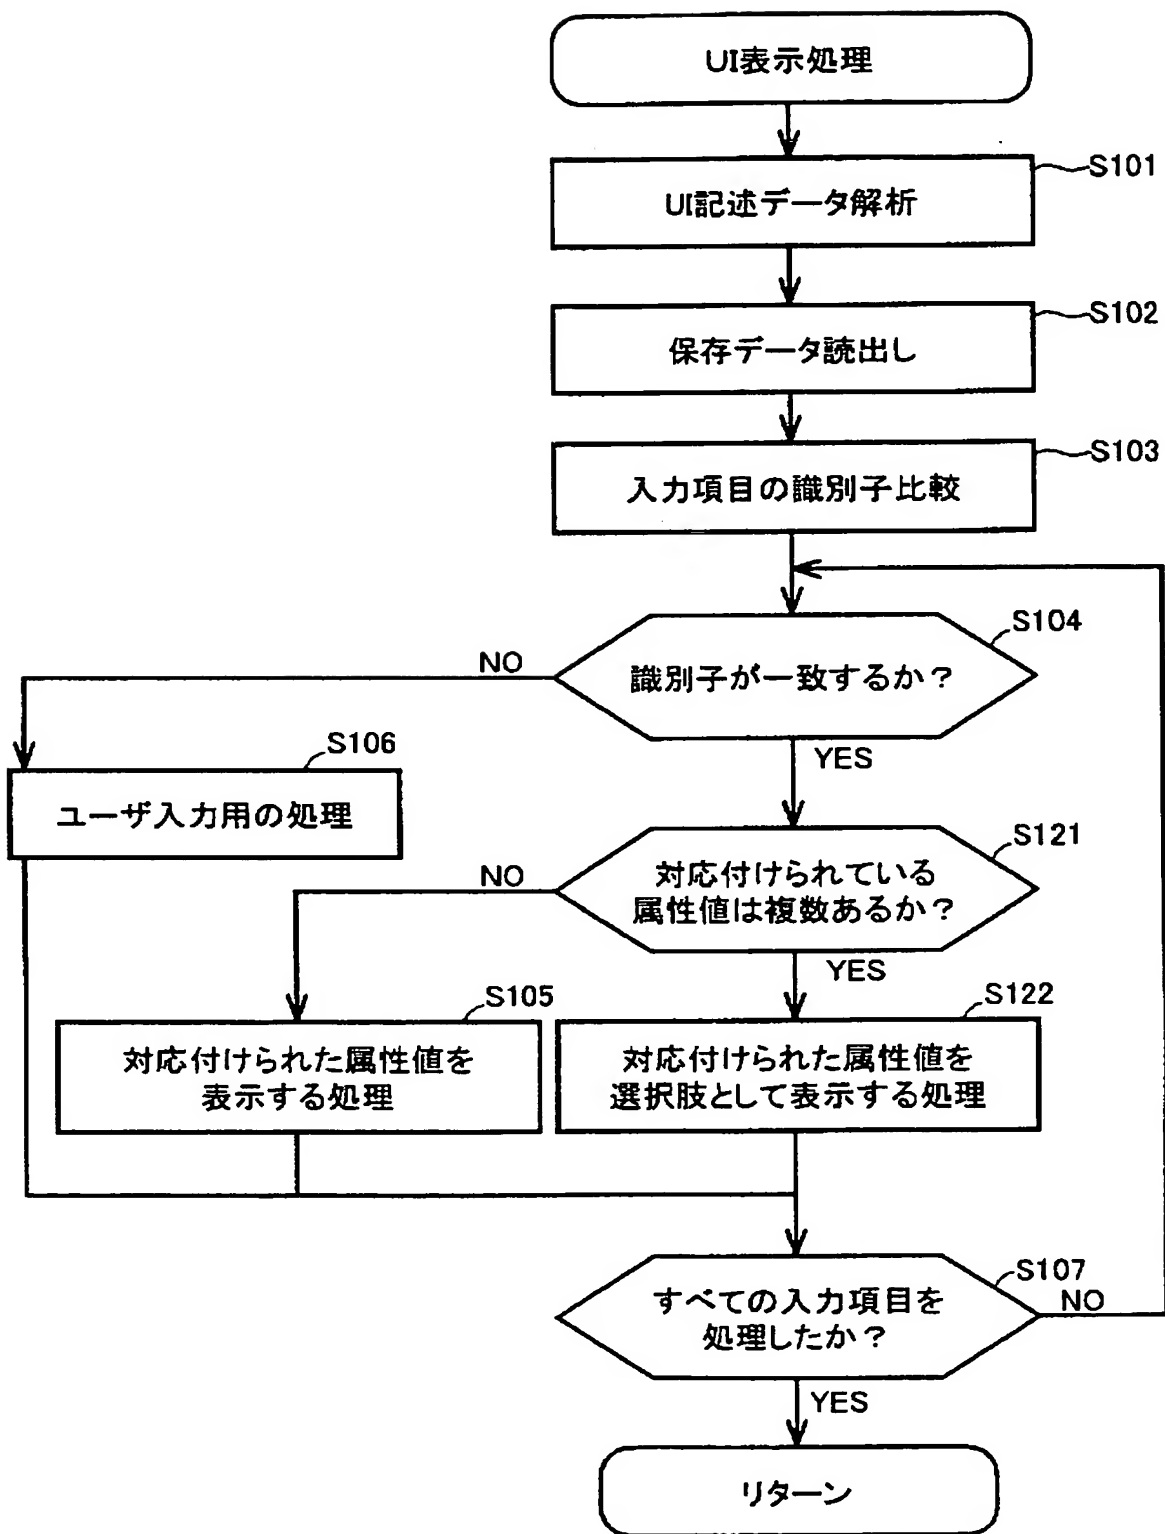 UI表示処理
S101
UI記述データ解析
S102
保存データ読出し
S103
入力項目の識別子比較
S104
識別子が一致するか？
NO
YES
S106
ユーザ入力用の処理
S121
対応付けられている
属性値は複数あるか？
NO
YES
S105
対応付けられた属性値を
表示する処理
S122
対応付けられた属性値を
選択肢として表示する処理
S107
すべての入力項目を
処理したか？
NO
YES
リターン